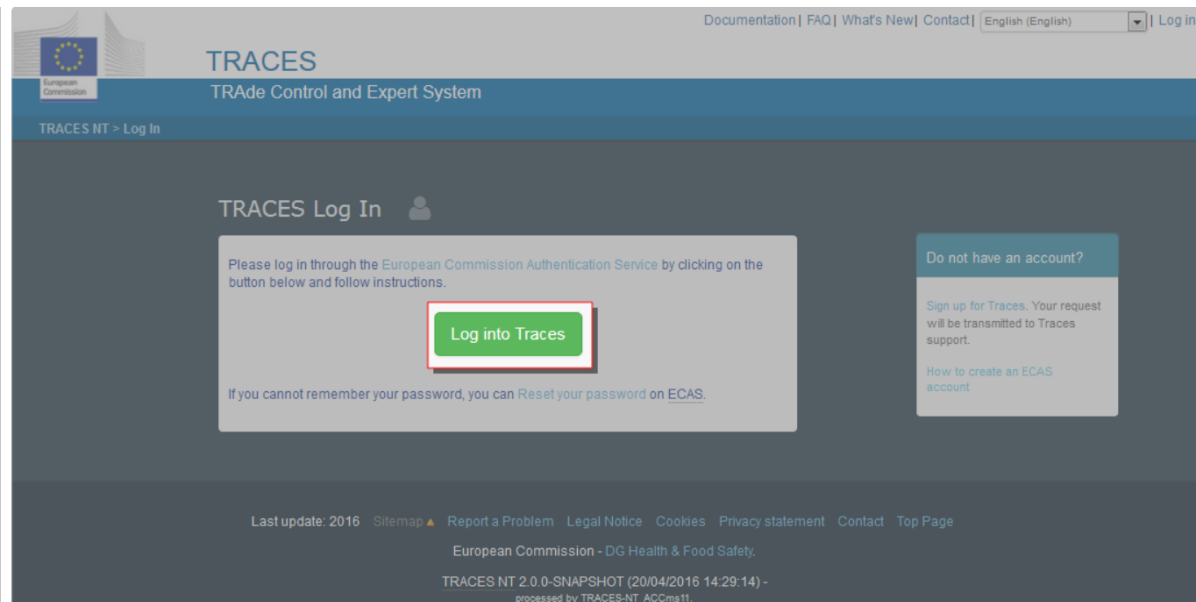 Documentation | FAQ | What's New | Contact | English (English) | Log in
European
Commission
TRACES
TRAde Control and Expert System
TRACES NT > Log In
TRACES Log In
Please log in through the European Commission Authentication Service by clicking on the
button below and follow instructions.
Log into Traces
If you cannot remember your password, you can Reset your password on ECAS.
Do not have an account?
Sign up for Traces. Your request
will be transmitted to Traces
support.
How to create an ECAS
account
Last update: 2016 Sitemap ▲ Report a Problem Legal Notice Cookies Privacy statement Contact Top Page
European Commission - DG Health & Food Safety.
TRACES NT 2.0.0-SNAPSHOT (20/04/2016 14:29:14) -
processed by TRACES-NT_ACCms11.